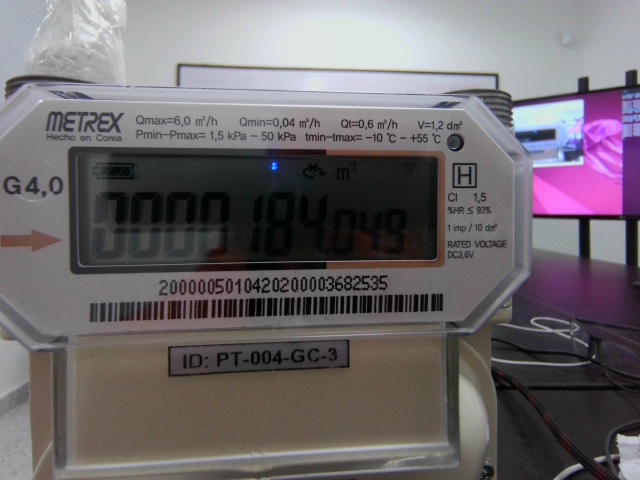 METREX
Hecho en Corea
Qmax=6,0 m³/h Qmin=0,04 m³/h Qt=0,6 m³/h V=1,2 dm³
Pmin-Pmax= 1,5 kPa - 50 kPa tmin-tmax= -10 °C - +55 °C
G4,0
m³
0000184.049
H
Cl 1,5
%HR ≤ 93%
1 imp / 10 dm³
RATED VOLTAGE
DC3,6V
2000005010420200003682535
ID: PT-004-GC-3